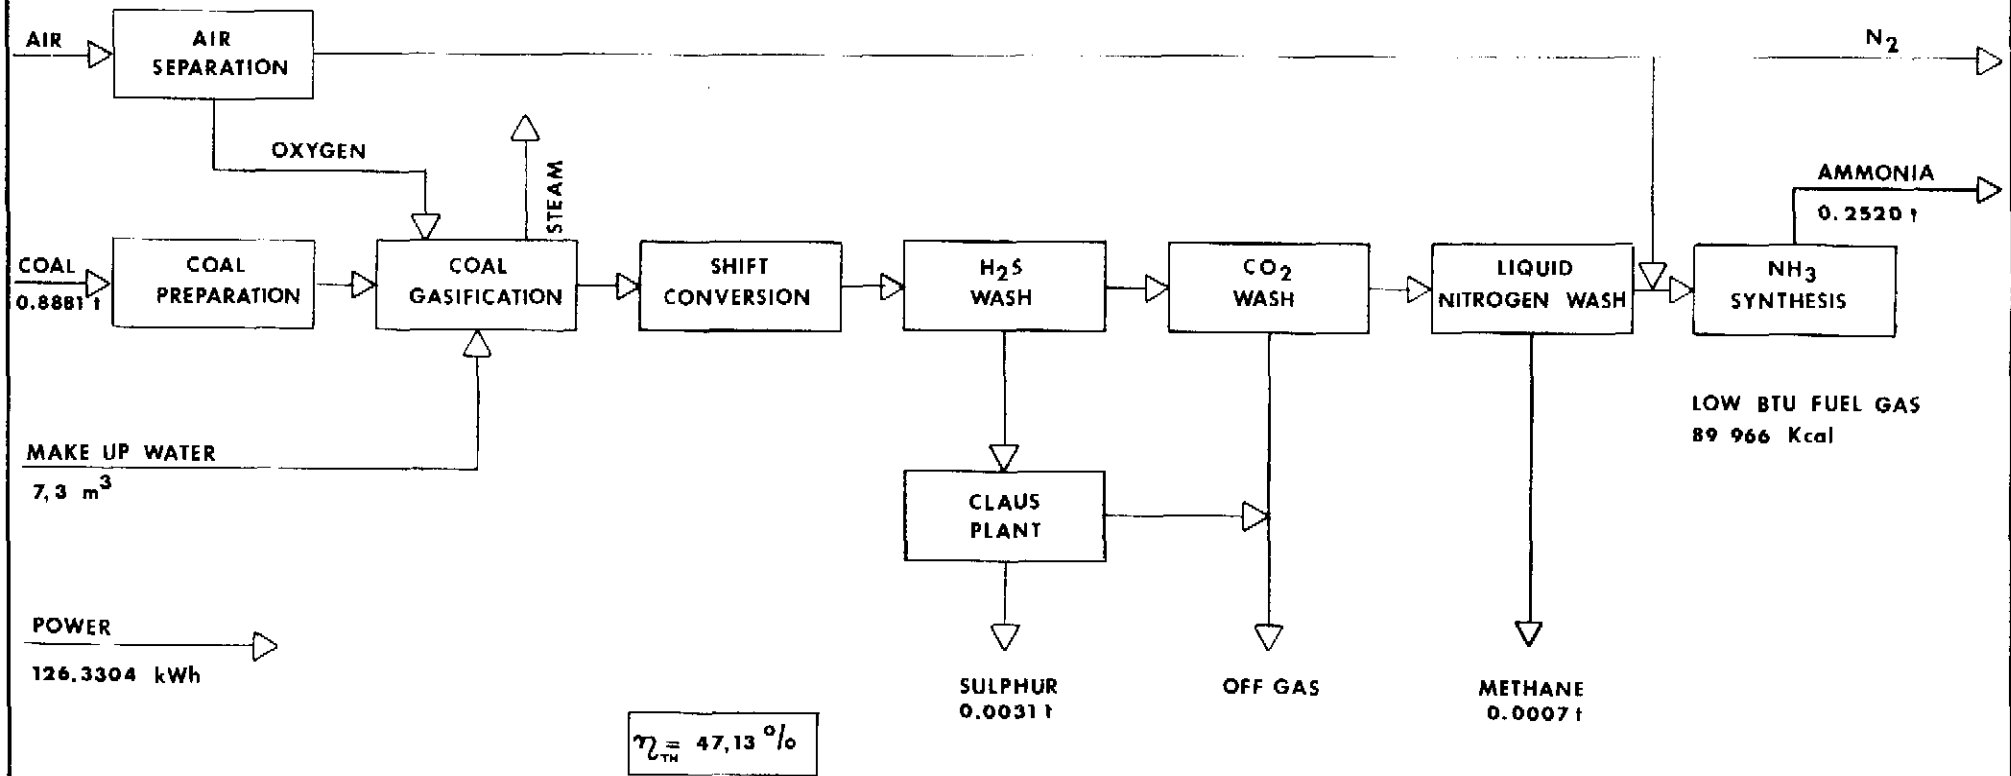 AIR
AIR
SEPARATION
N2
OXYGEN
STEAM
AMMONIA
0.2520 t
COAL
0.8881 t
COAL
PREPARATION
COAL
GASIFICATION
SHIFT
CONVERSION
H2S
WASH
CO2
WASH
LIQUID
NITROGEN WASH
NH3
SYNTHESIS
LOW BTU FUEL GAS
89 966 Kcal
MAKE UP WATER
7,3 m3
CLAUS
PLANT
POWER
126.3304 kWh
SULPHUR
0.0031 t
OFF GAS
METHANE
0.0007 t
ηTH = 47,13 %